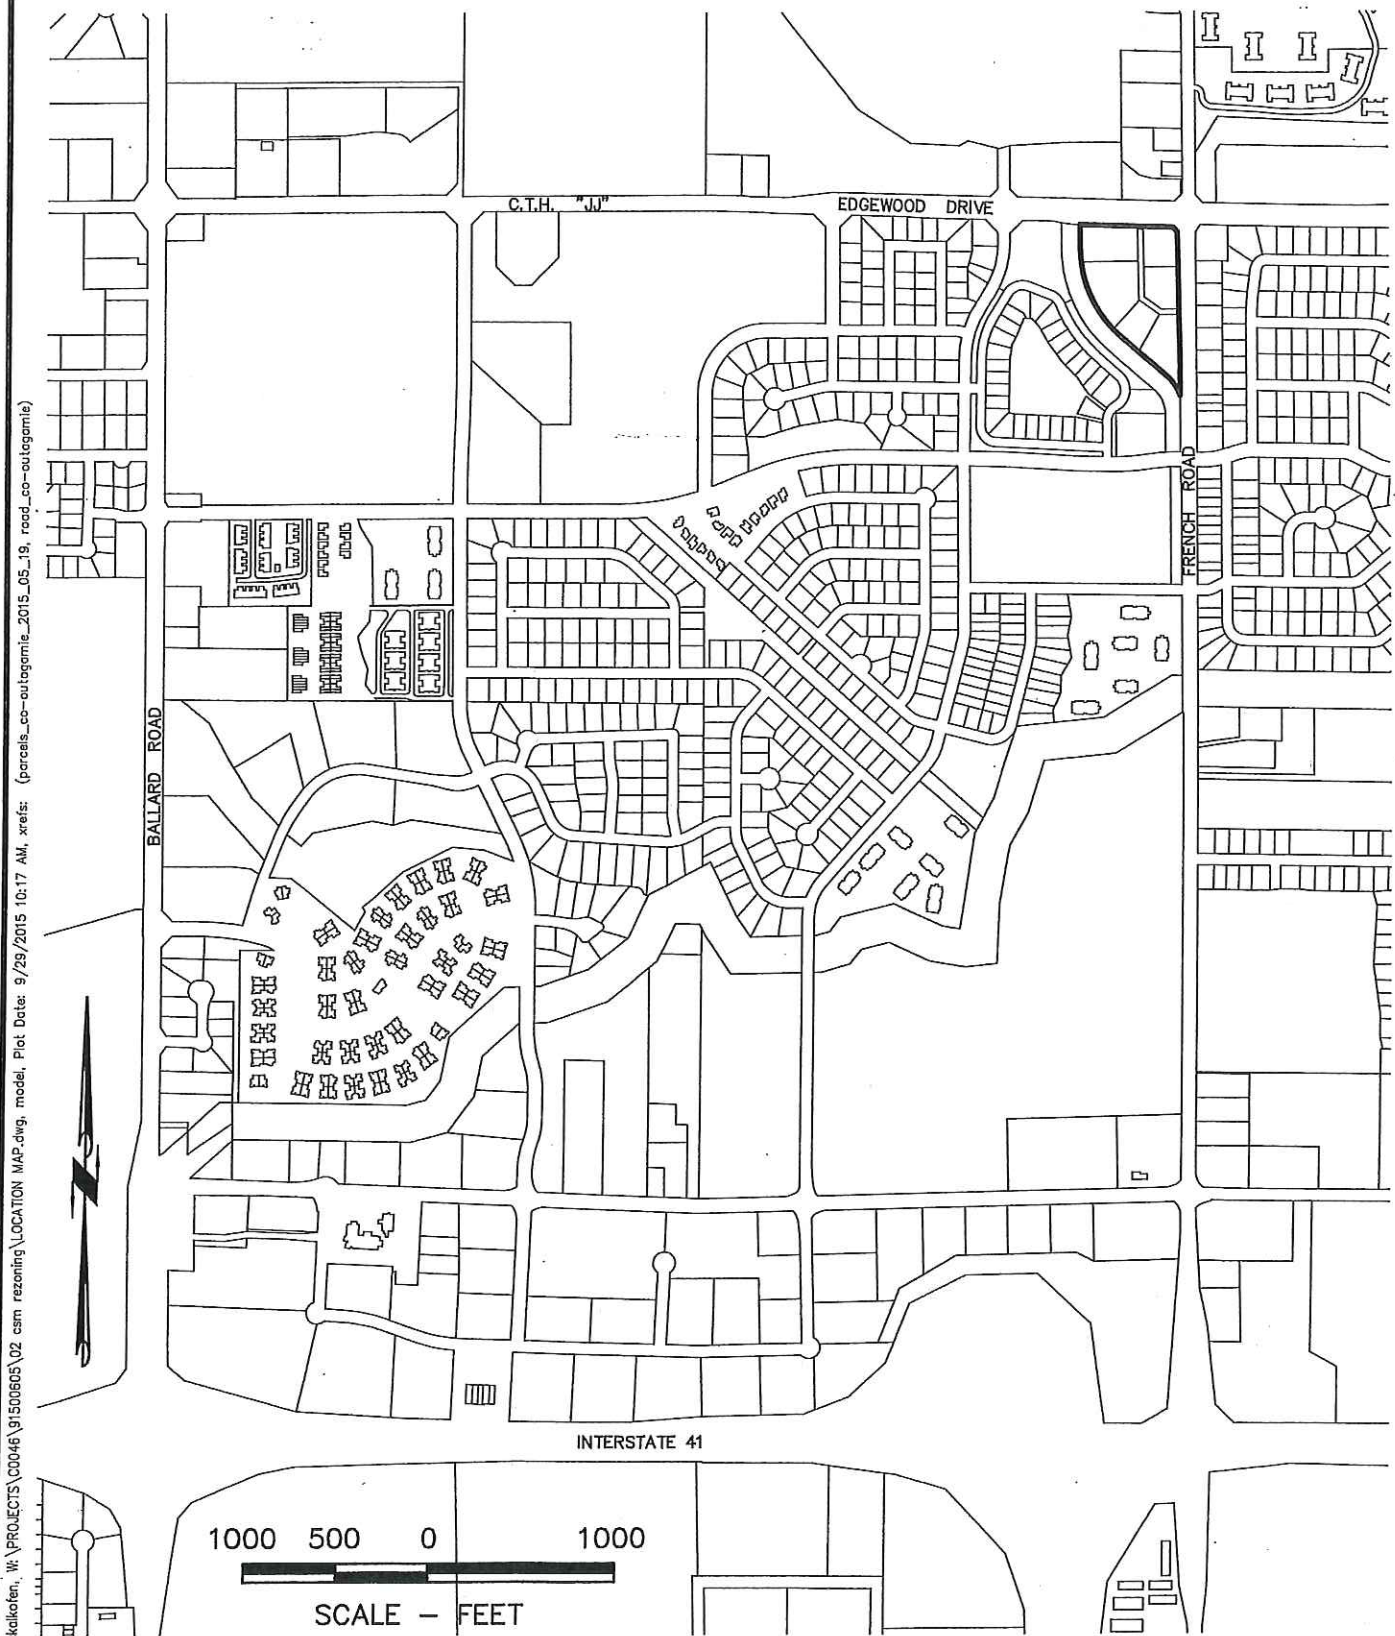 C.T.H. "JJ"
EDGEWOOD DRIVE
FRENCH ROAD
BALLARD ROAD
INTERSTATE 41
1000 500 0 1000
SCALE – FEET
kalkofen, W:\PROJECTS\C0046\91500605\02 csm rezoning\LOCATION MAP.dwg, model, Plot Date: 9/29/2015 10:17 AM, xrefs: (parcels_co-outagamie_2015_05_19, road_co-outagamie)